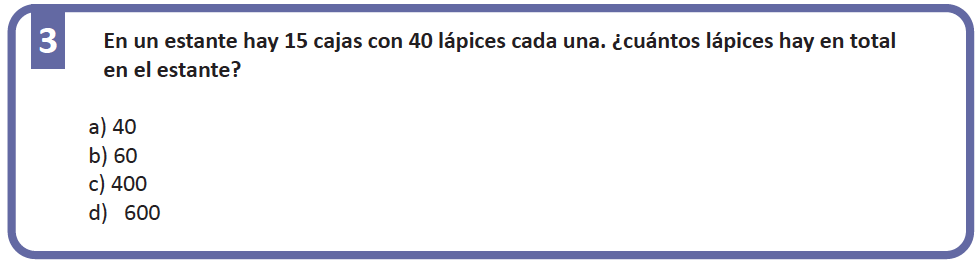 3
En un estante hay 15 cajas con 40 lápices cada una. ¿cuántos lápices hay en total
en el estante?
a) 40
b) 60
c) 400
d) 600